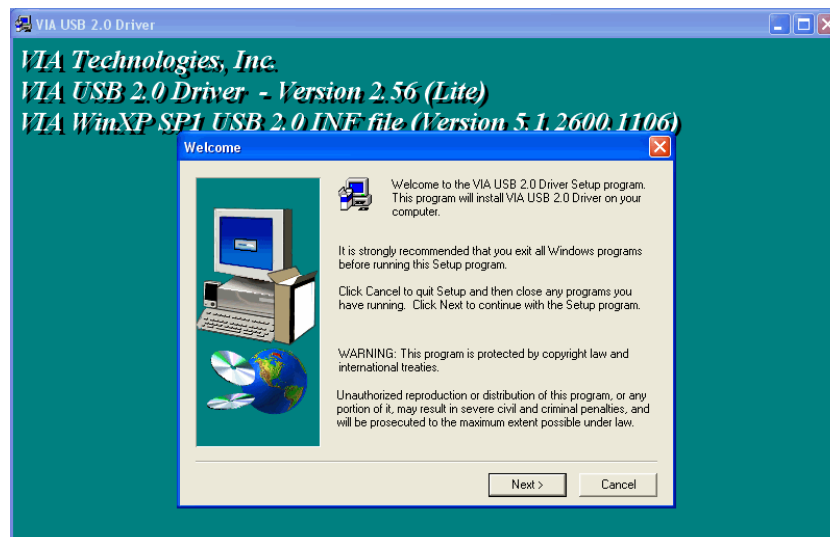 VIA USB 2.0 Driver
VIA Technologies, Inc.
VIA USB 2.0 Driver - Version 2.56 (Lite)
VIA WinXP SP1 USB 2.0 INF file (Version 5.1.2600.1106)
Welcome
Welcome to the VIA USB 2.0 Driver Setup program.
This program will install VIA USB 2.0 Driver on your
computer.
It is strongly recommended that you exit all Windows programs
before running this Setup program.
Click Cancel to quit Setup and then close any programs you
have running. Click Next to continue with the Setup program.
WARNING: This program is protected by copyright law and
international treaties.
Unauthorized reproduction or distribution of this program, or any
portion of it, may result in severe civil and criminal penalties, and
will be prosecuted to the maximum extent possible under law.
Next >
Cancel